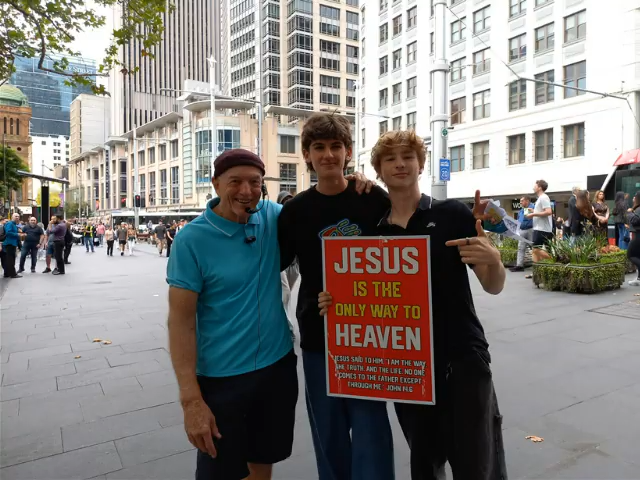 JESUS
IS THE
ONLY WAY TO
HEAVEN
JESUS SAID TO HIM, "I AM THE WAY
THE TRUTH, AND THE LIFE. NO ONE
COMES TO THE FATHER EXCEPT
THROUGH ME" JOHN 14:6